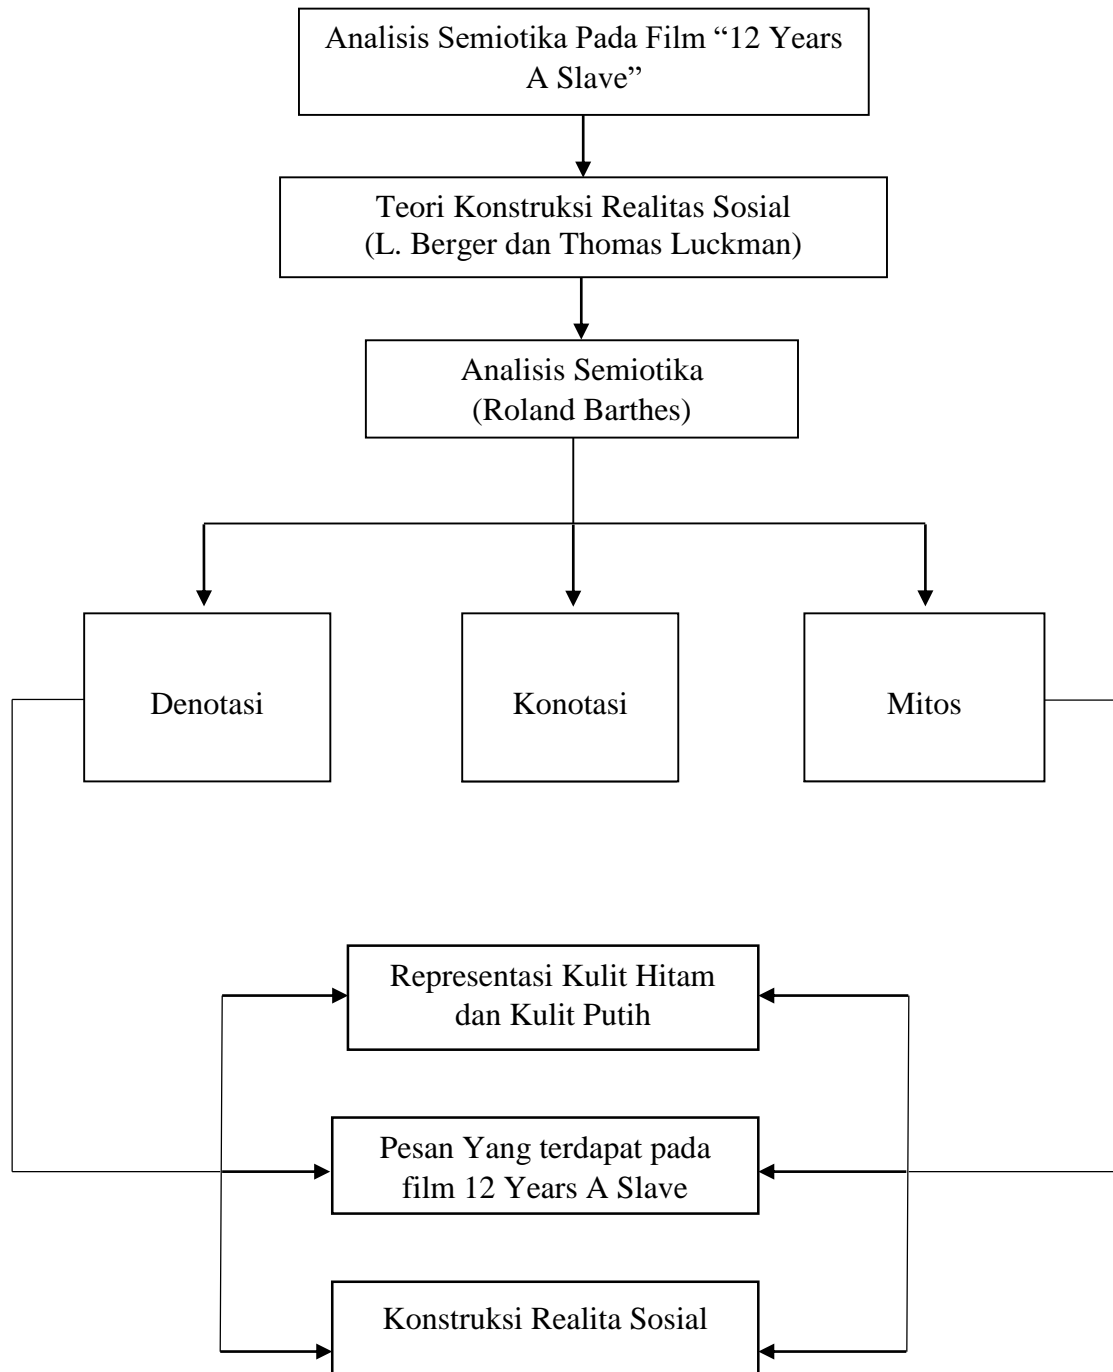 Analisis Semiotika Pada Film “12 Years
A Slave”
Teori Konstruksi Realitas Sosial
(L. Berger dan Thomas Luckman)
Analisis Semiotika
(Roland Barthes)
Denotasi
Konotasi
Mitos
Representasi Kulit Hitam
dan Kulit Putih
Pesan Yang terdapat pada
film 12 Years A Slave
Konstruksi Realita Sosial